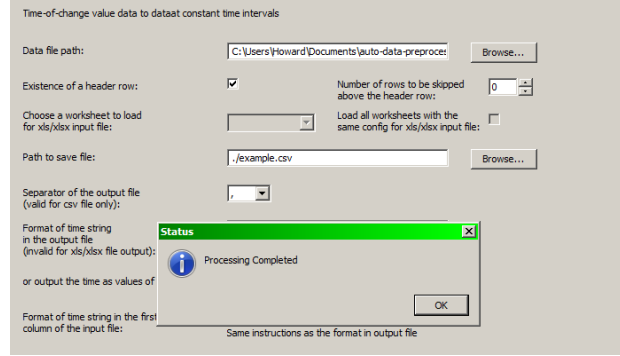 Time-of-change value data to dataat constant time intervals
Data file path:
C:\Users\Howard\Documents\auto-data-preproces
Browse...
Existence of a header row:
Number of rows to be skipped
above the header row:
0
Choose a worksheet to load
for xls/xlsx input file:
Load all worksheets with the
same config for xls/xlsx input file:
Path to save file:
./example.csv
Browse...
Separator of the output file
(valid for csv file only):
,
Format of time string
in the output file
(invalid for xls/xlsx file output):
Status
Processing Completed
OK
or output the time as values of
Format of time string in the first
column of the input file:
Same instructions as the format in output file